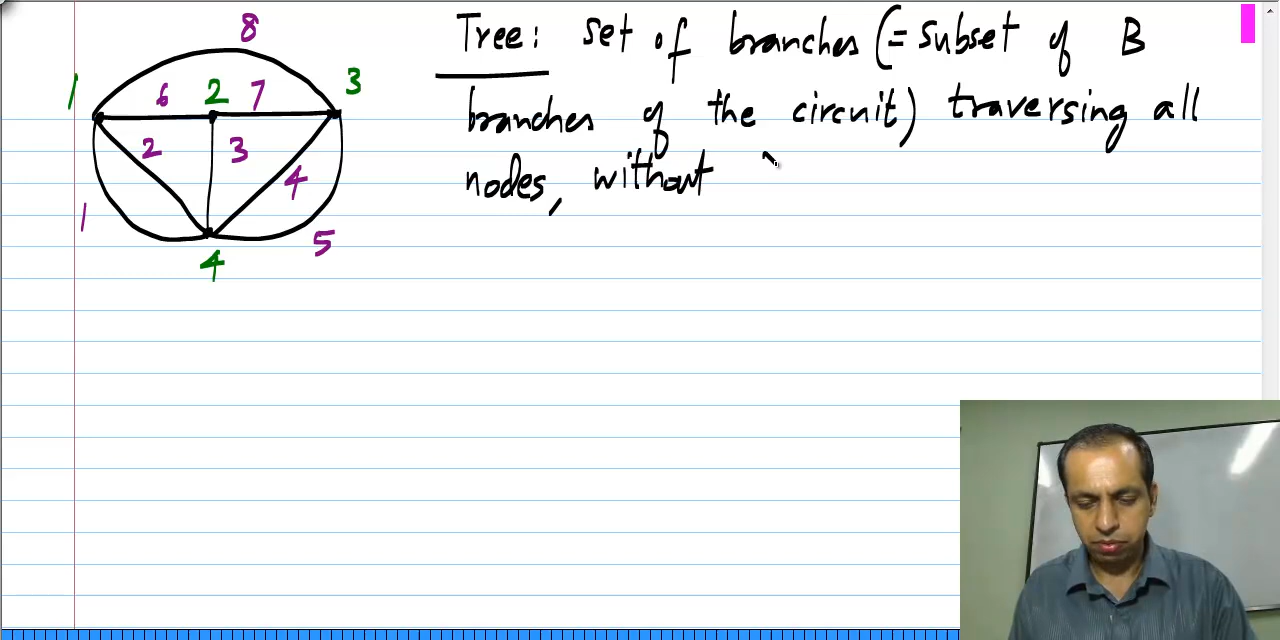 8
1 6 2 7 3
2 3 4
1 5
4
Tree: set of branches (= subset of B
branches of the circuit) traversing all
nodes, without